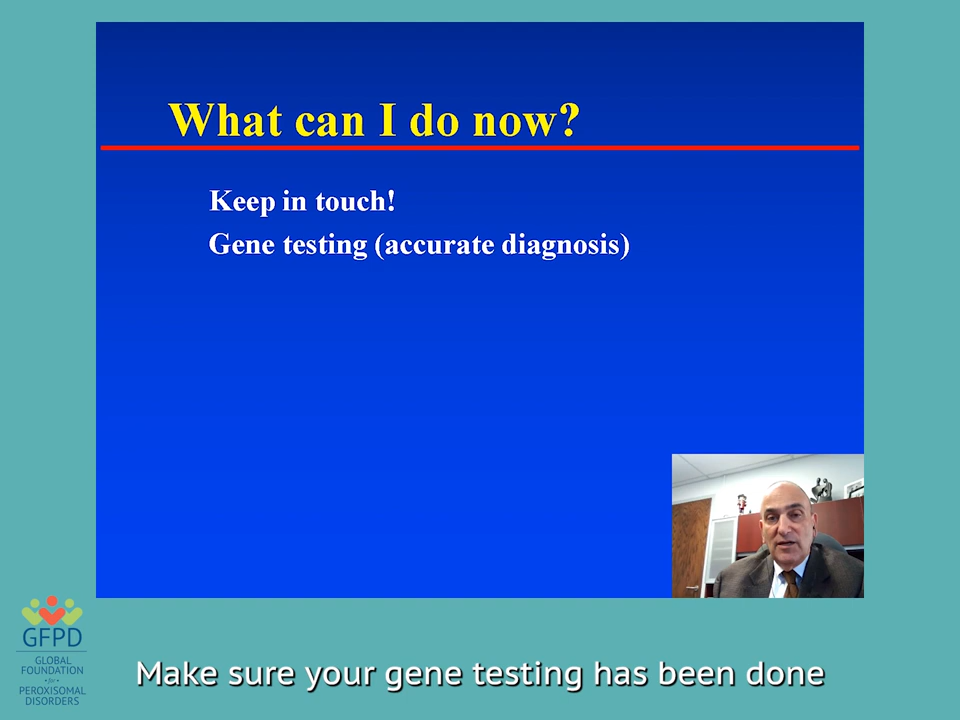 What can I do now?
Keep in touch!
Gene testing (accurate diagnosis)
GFPD
GLOBAL
FOUNDATION
for
PEROXISOMAL
DISORDERS
Make sure your gene testing has been done